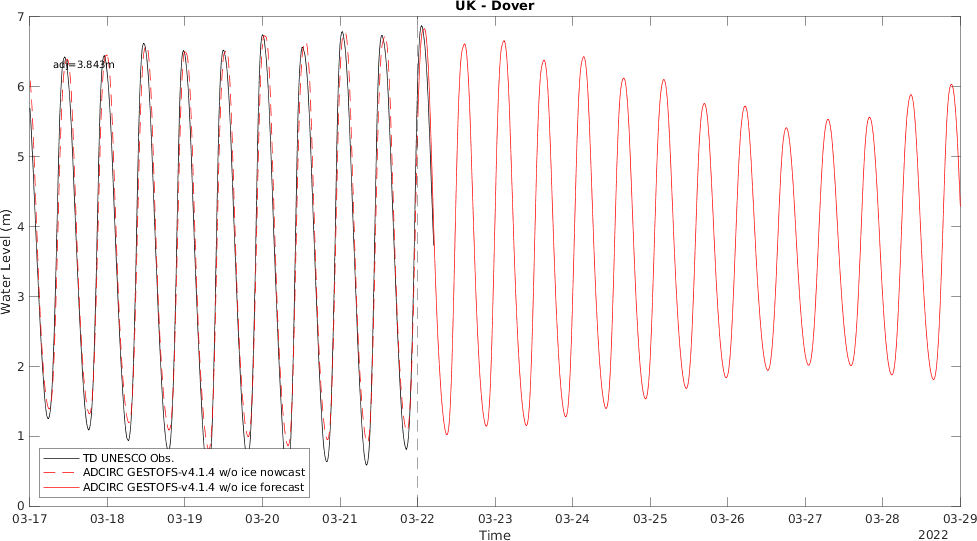 UK - Dover
7
6
5
4
3
2
1
0
Water Level (m)
adj=3.843m
TD UNESCO Obs.
ADCIRC GESTOFS-v4.1.4 w/o ice nowcast
ADCIRC GESTOFS-v4.1.4 w/o ice forecast
03-17 03-18 03-19 03-20 03-21 03-22 03-23 03-24 03-25 03-26 03-27 03-28 03-29
Time
2022